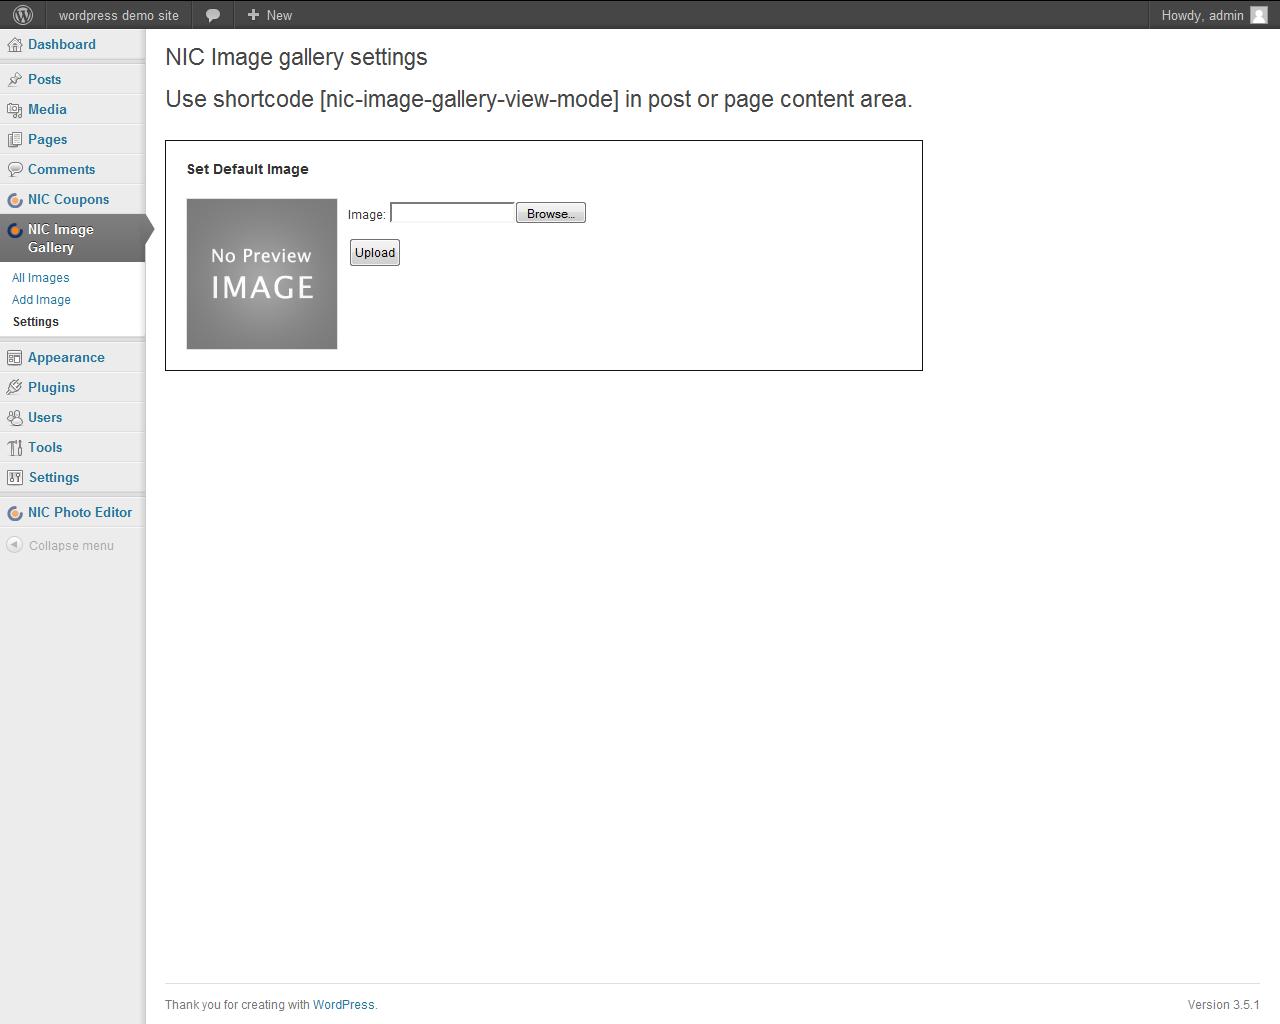 wordpress demo site
New
Howdy, admin
Dashboard
Posts
Media
Pages
Comments
NIC Coupons
NIC Image
Gallery
All Images
Add Image
Settings
Appearance
Plugins
Users
Tools
Settings
NIC Photo Editor
Collapse menu
NIC Image gallery settings
Use shortcode [nic-image-gallery-view-mode] in post or page content area.
Set Default Image
No Preview
IMAGE
Image:
Browse...
Upload
Thank you for creating with WordPress.
Version 3.5.1